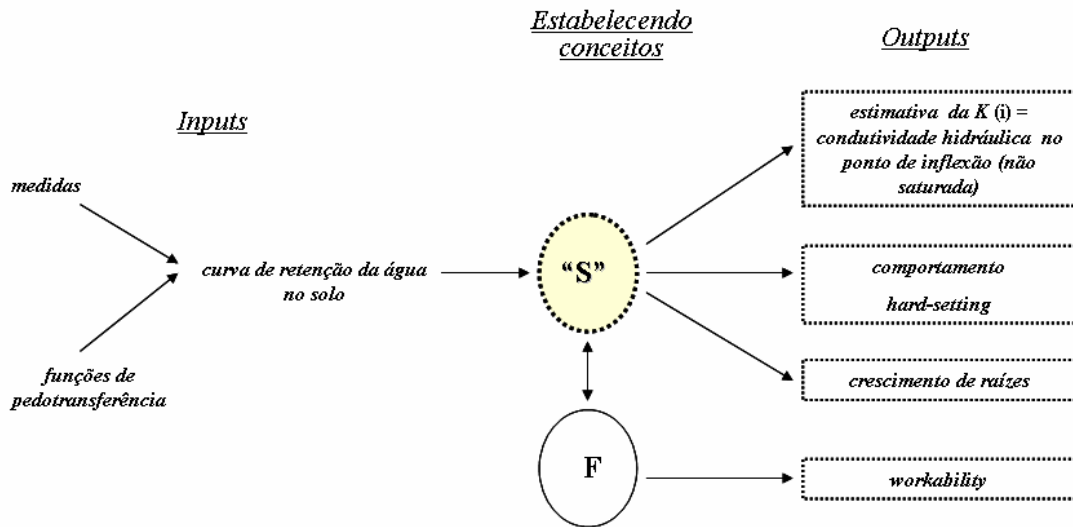 Inputs
medidas
funções de
pedotransferência
curva de retenção da água
no solo
Estabelecendo
conceitos
“S”
F
Outputs
estimativa da K (i) =
condutividade hidráulica no
ponto de inflexão (não
saturada)
comportamento
hard-setting
crescimento de raízes
workability